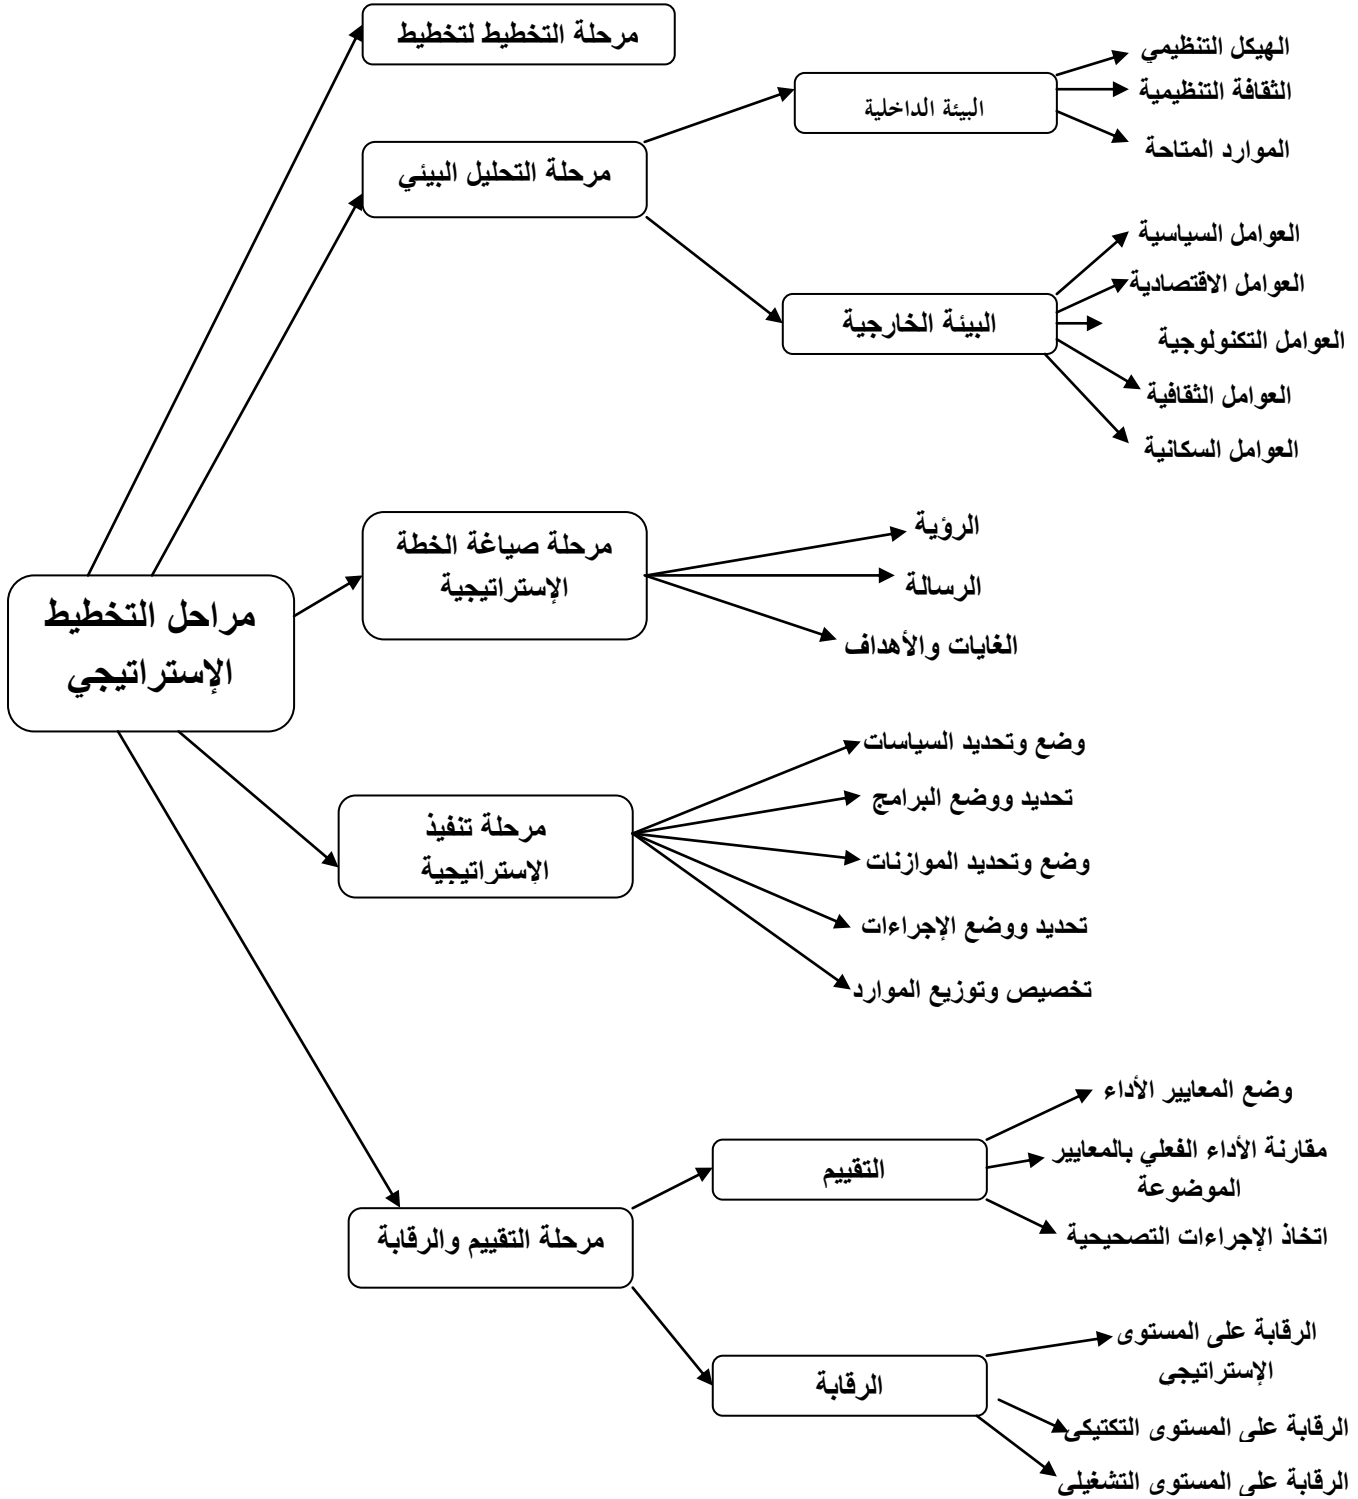 مرحلة التخطيط لتخطيط
الهيكل التنظيمي
الثقافة التنظيمية
البيئة الداخلية
الموارد المتاحة
مرحلة التحليل البيئي
العوامل السياسية
العوامل الاقتصادية
البيئة الخارجية
العوامل التكنولوجية
العوامل الثقافية
العوامل السكانية
الرؤية
مرحلة صياغة الخطة
الإستراتيجية
الرسالة
الغايات والأهداف
مراحل التخطيط
الإستراتيجي
وضع وتحديد السياسات
تحديد ووضع البرامج
مرحلة تنفيذ
الإستراتيجية
وضع وتحديد الموازنات
تحديد ووضع الإجراءات
تخصيص وتوزيع الموارد
وضع المعايير الأداء
التقييم
مقارنة الأداء الفعلي بالمعايير
الموضوعة
اتخاذ الإجراءات التصحيحية
مرحلة التقييم والرقابة
الرقابة على المستوى
الإستراتيجي
الرقابة
الرقابة على المستوى التكتيكي
الرقابة على المستوى التشغيلي